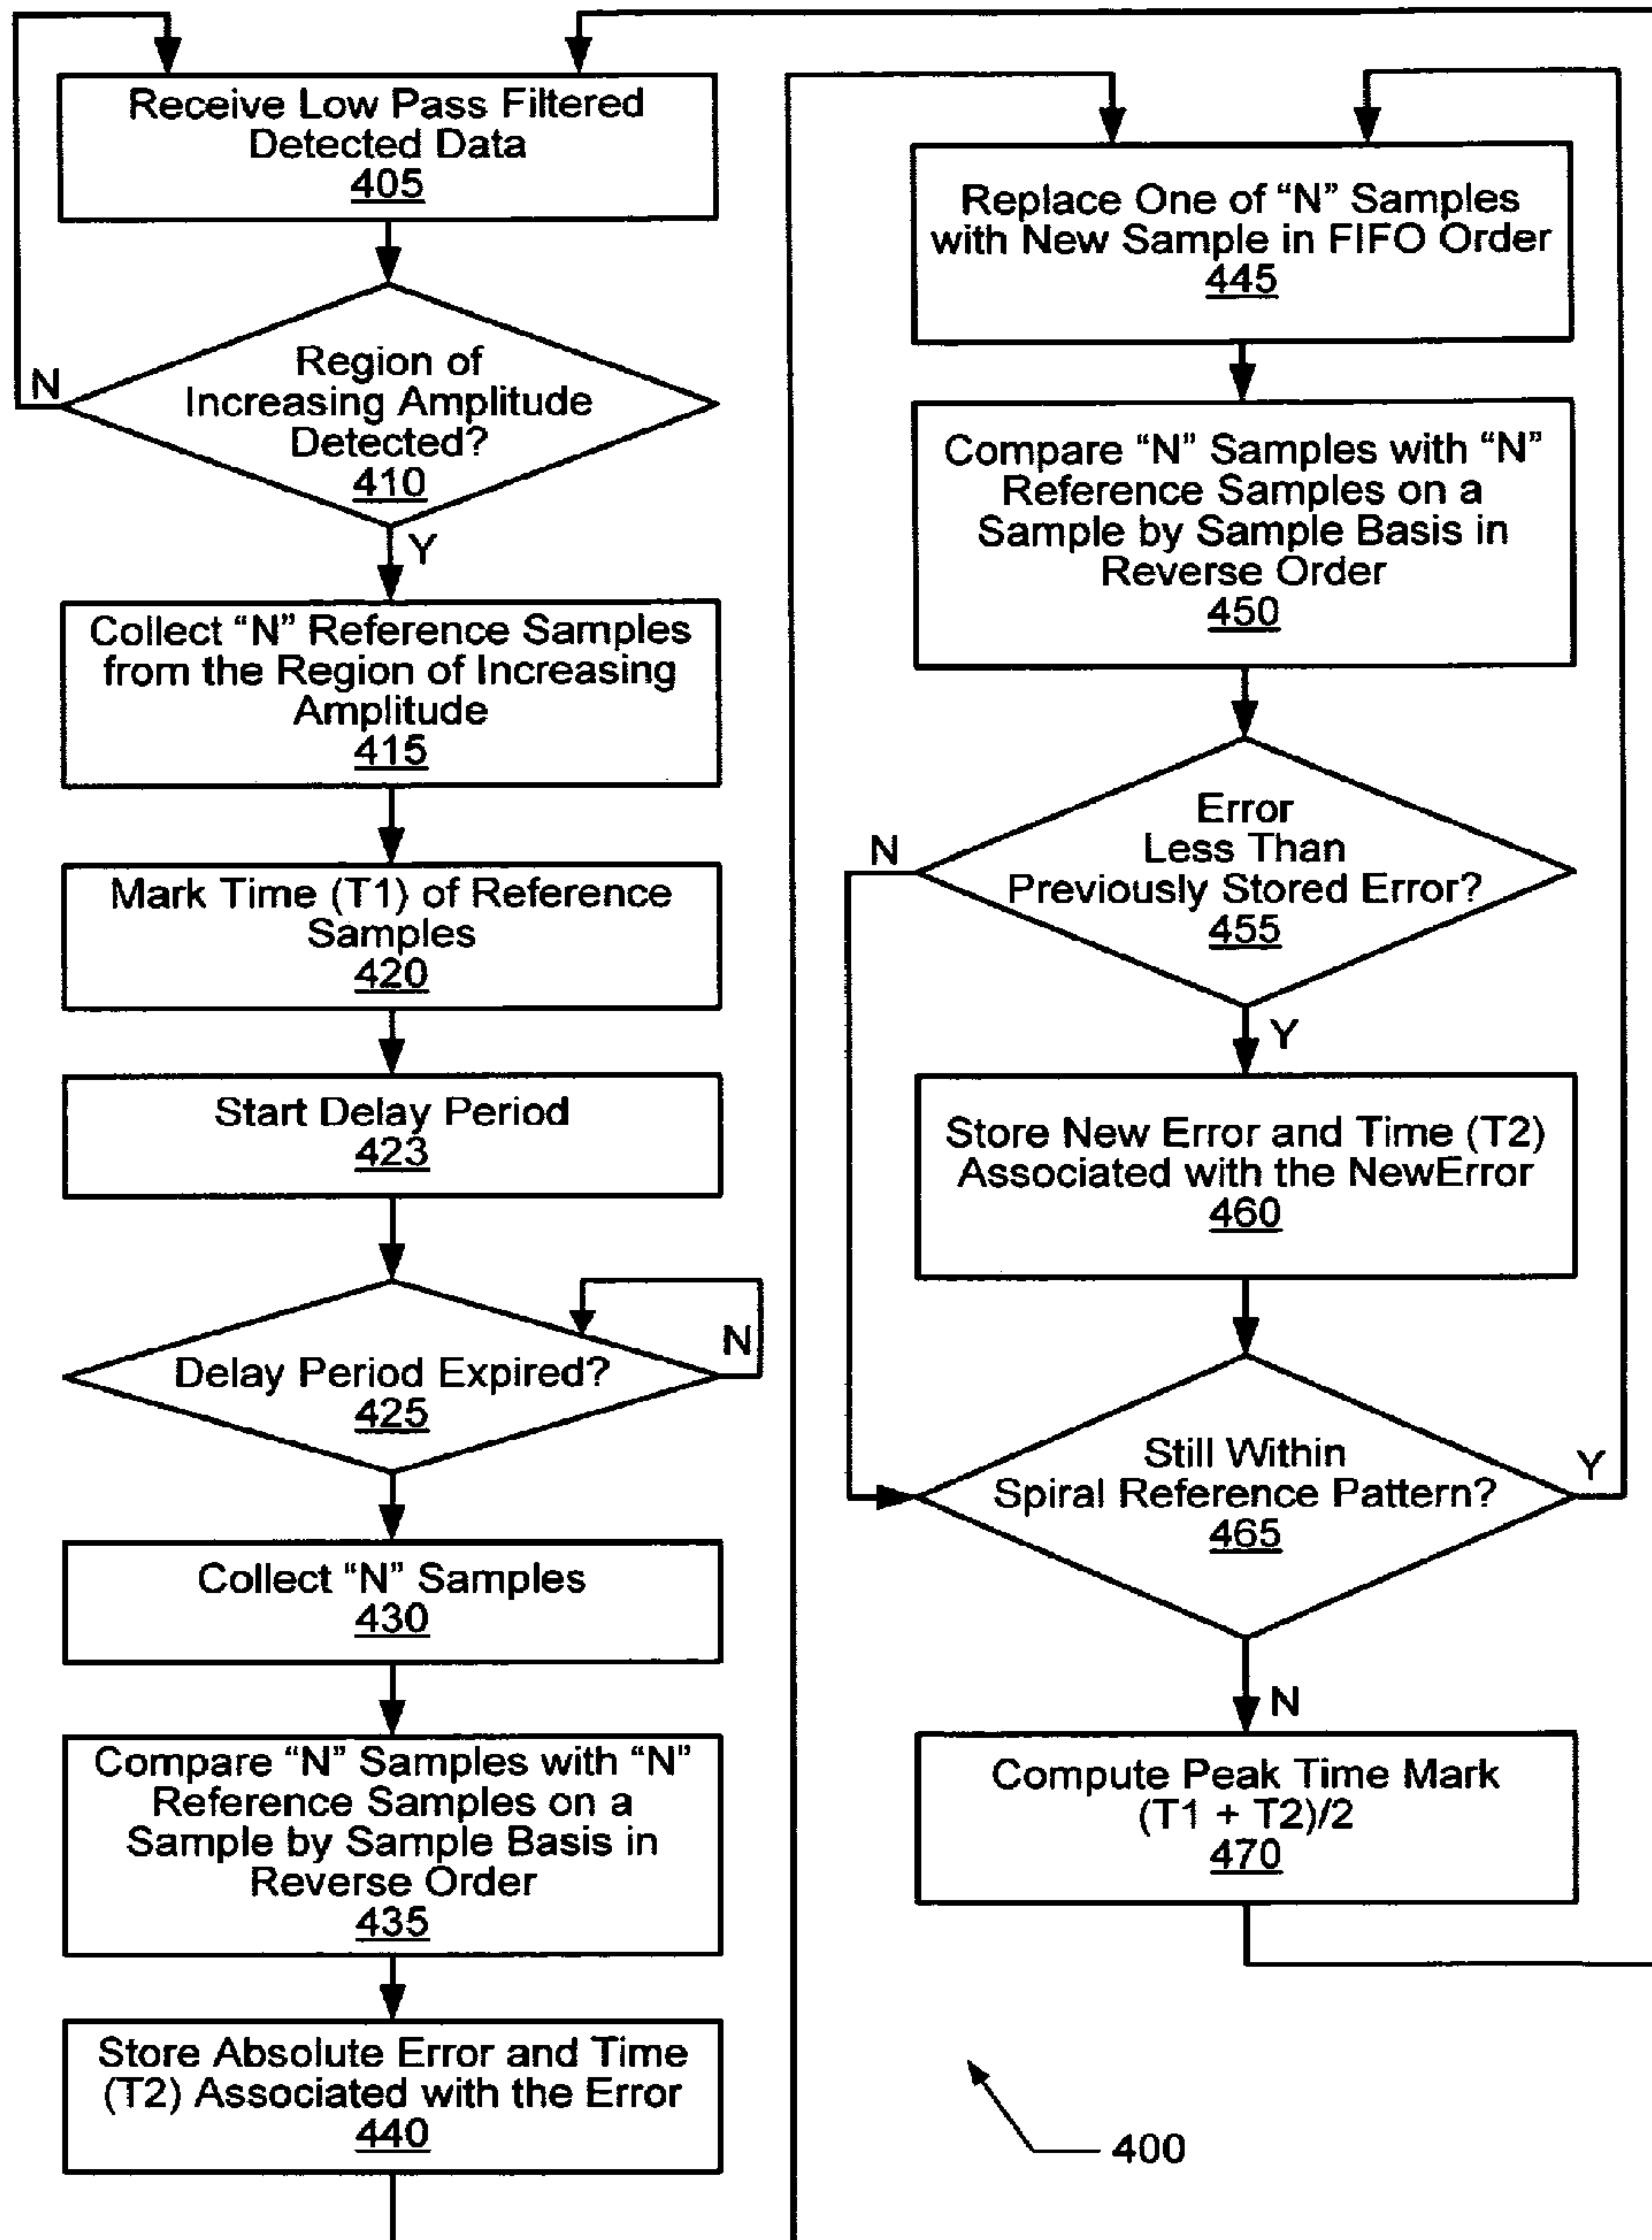 Receive Low Pass Filtered
Detected Data
405
Region of
Increasing Amplitude
Detected?
410
N
Y
Collect “N” Reference Samples
from the Region of Increasing
Amplitude
415
Mark Time (T1) of Reference
Samples
420
Start Delay Period
423
Delay Period Expired?
425
N
Collect “N” Samples
430
Compare “N” Samples with “N”
Reference Samples on a
Sample by Sample Basis in
Reverse Order
435
Store Absolute Error and Time
(T2) Associated with the Error
440
Replace One of “N” Samples
with New Sample in FIFO Order
445
Compare “N” Samples with “N”
Reference Samples on a
Sample by Sample Basis in
Reverse Order
450
Error
Less Than
Previously Stored Error?
455
N
Y
Store New Error and Time (T2)
Associated with the NewError
460
Still Within
Spiral Reference Pattern?
465
Y
N
Compute Peak Time Mark
(T1 + T2)/2
470
400